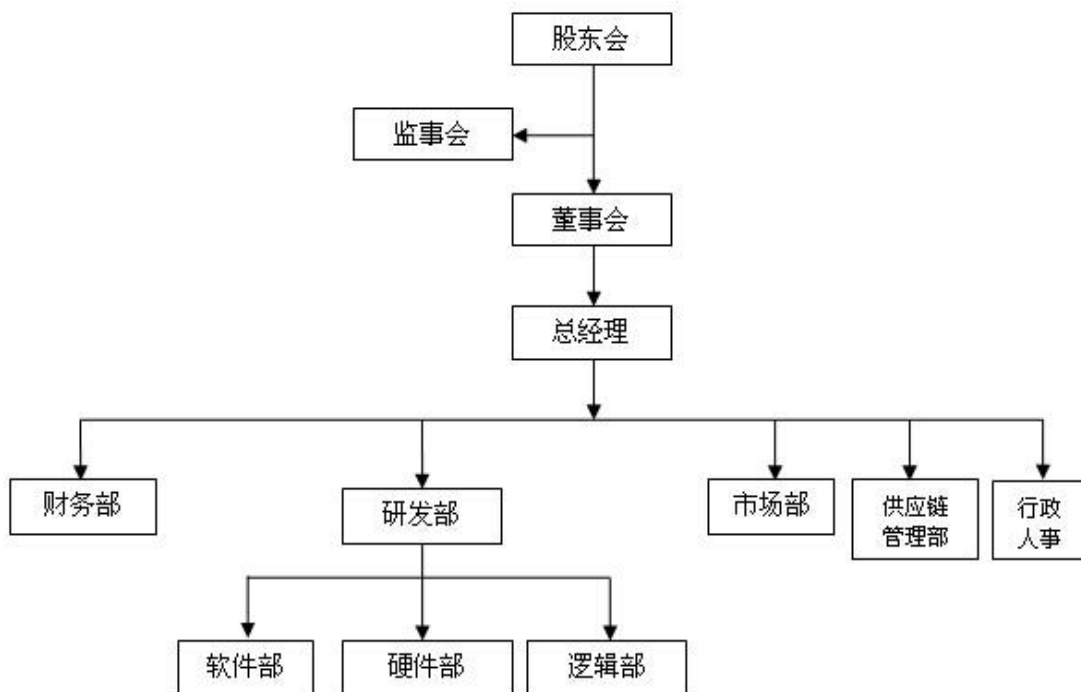 股东会
监事会
董事会
总经理
财务部
研发部
市场部
供应链
管理部
行政
人事
软件部
硬件部
逻辑部